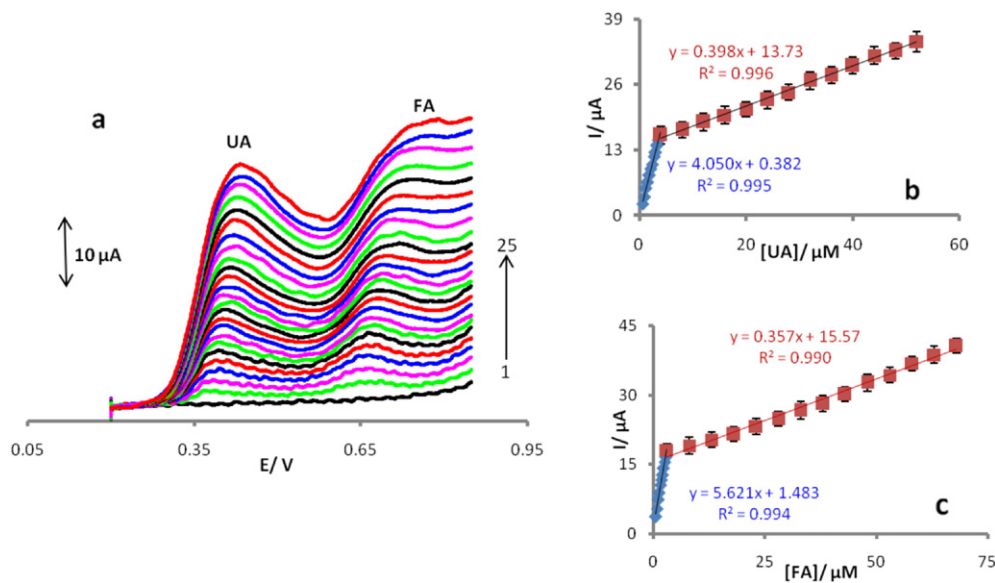 a
UA
FA
10 µA
25
1
0.05
0.35
0.65
0.95
E/ V
39
26
13
0
I/ µA
y = 0.398x + 13.73
R² = 0.996
y = 4.050x + 0.382
R² = 0.995
b
0
20
40
60
[UA]/ µM
45
30
15
0
I/ µA
y = 0.357x + 15.57
R² = 0.990
y = 5.621x + 1.483
R² = 0.994
c
0
25
50
75
[FA]/ µM